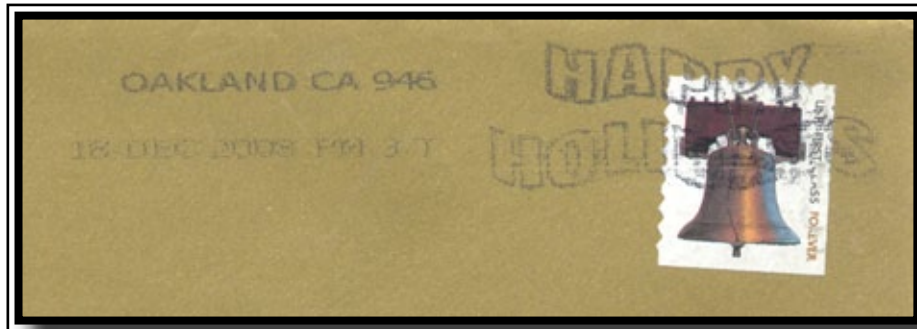 OAKLAND CA 946
18 DEC 2008 PM 3 T
HAPPY
HOLIDAYS
USA FIRST-CLASS FOREVER